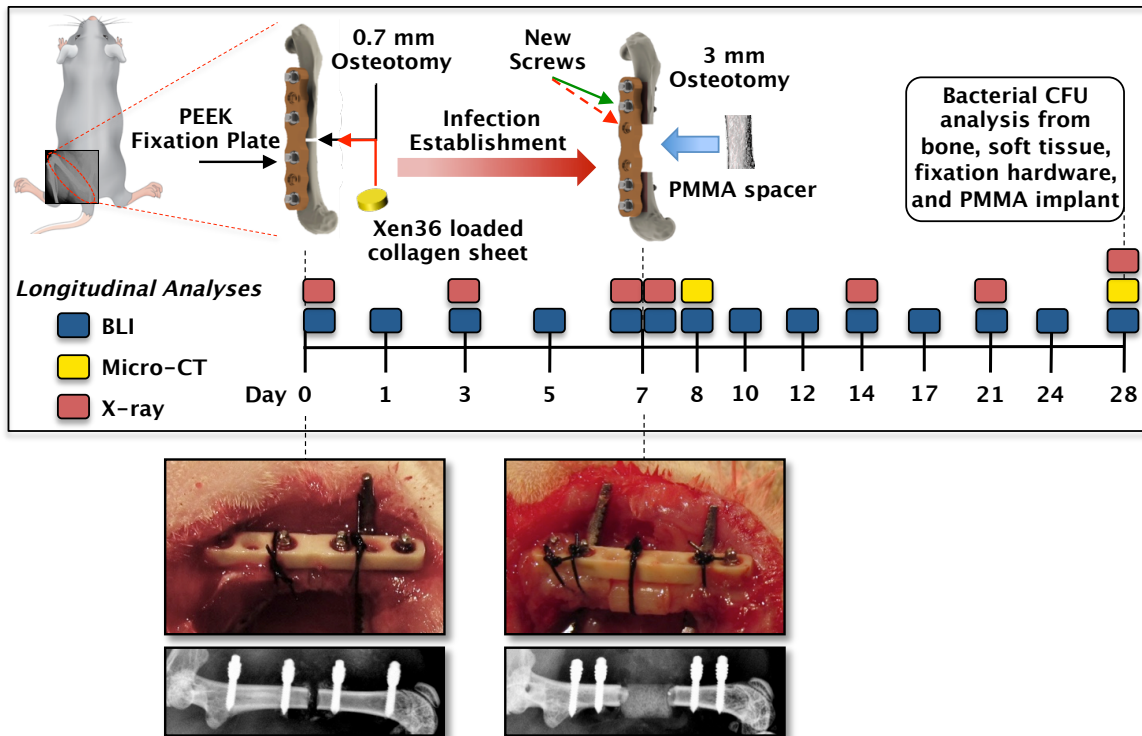 0.7 mm
Osteotomy
PEEK
Fixation Plate
Xen36 loaded
collagen sheet
Infection
Establishment
New
Screws
3 mm
Osteotomy
PMMA spacer
Bacterial CFU
analysis from
bone, soft tissue,
fixation hardware,
and PMMA implant
Longitudinal Analyses
BLI
Micro-CT
X-ray
Day 0 1 3 5 7 8 10 12 14 17 21 24 28